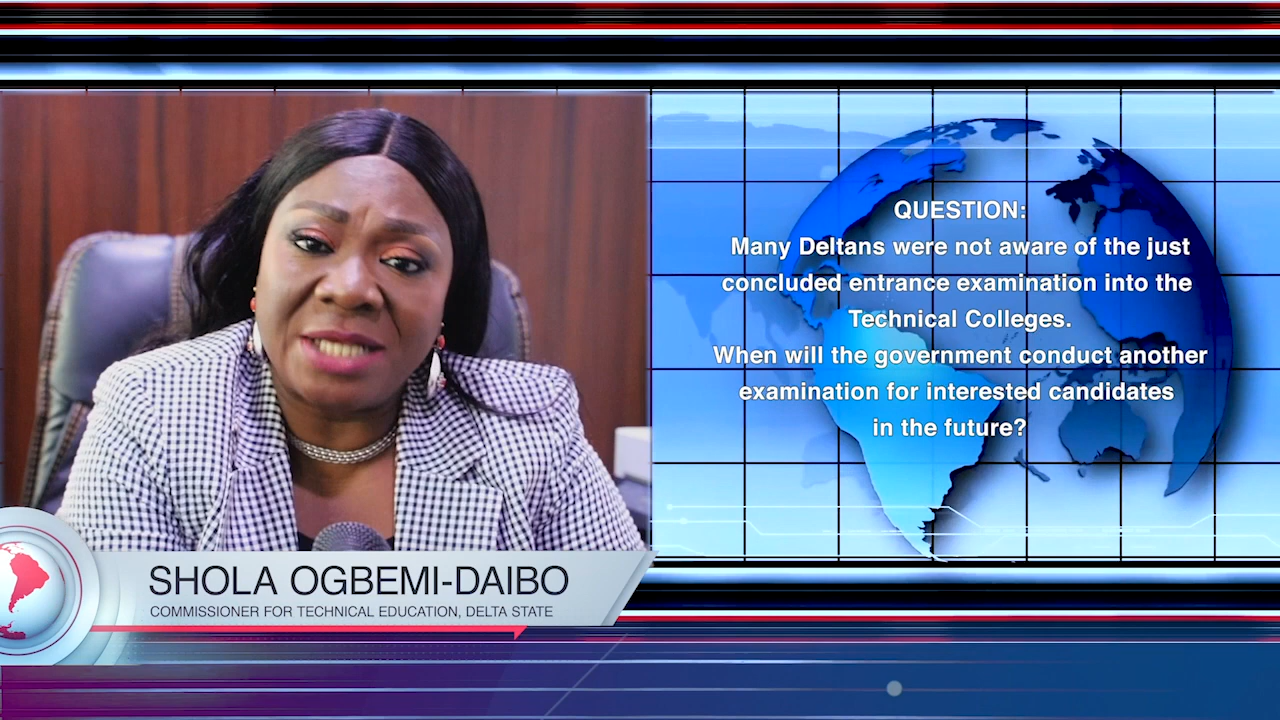 QUESTION:
Many Deltans were not aware of the just
concluded entrance examination into the
Technical Colleges.
When will the government conduct another
examination for interested candidates
in the future?
SHOLA OGBEMI-DAIBO
COMMISSIONER FOR TECHNICAL EDUCATION, DELTA STATE